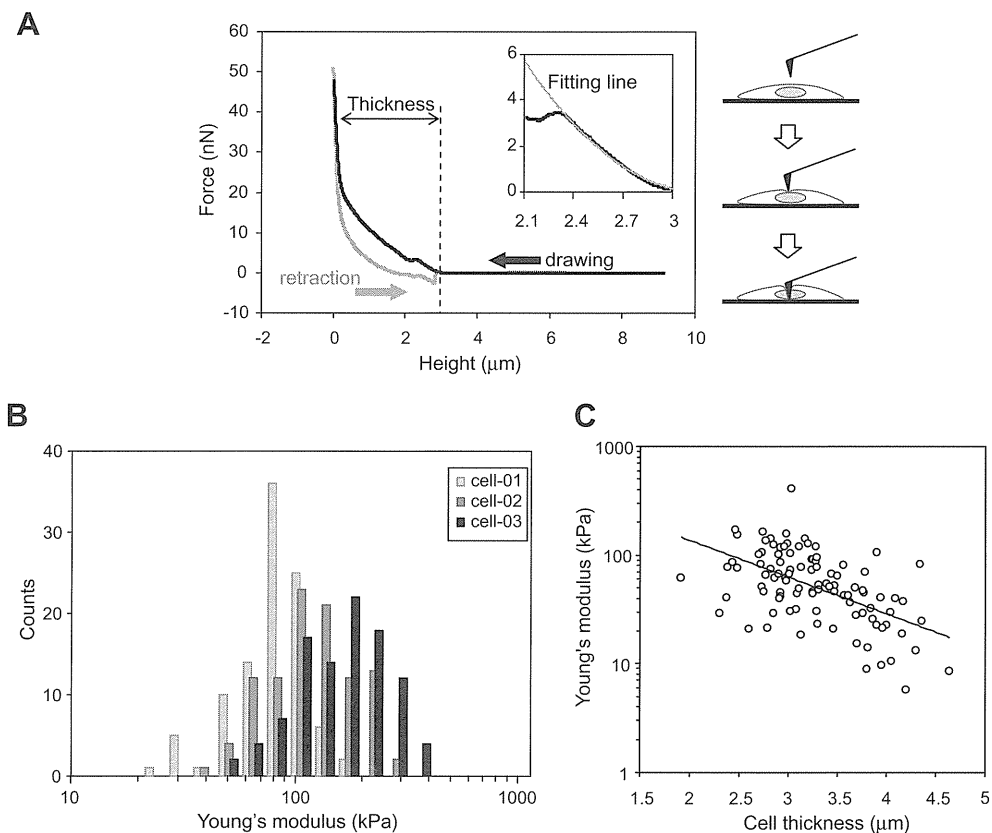 A
60
50
40
30
20
10
0
-10
Force (nN)
Thickness
retraction
drawing
-2
0
2
4
6
8
10
Height (μm)
6
4
2
0
Fitting line
2.1
2.4
2.7
3
B
40
30
20
10
0
Counts
cell-01
cell-02
cell-03
10
100
1000
Young's modulus (kPa)
C
1000
100
10
1
Young's modulus (kPa)
1.5
2
2.5
3
3.5
4
4.5
5
Cell thickness (μm)